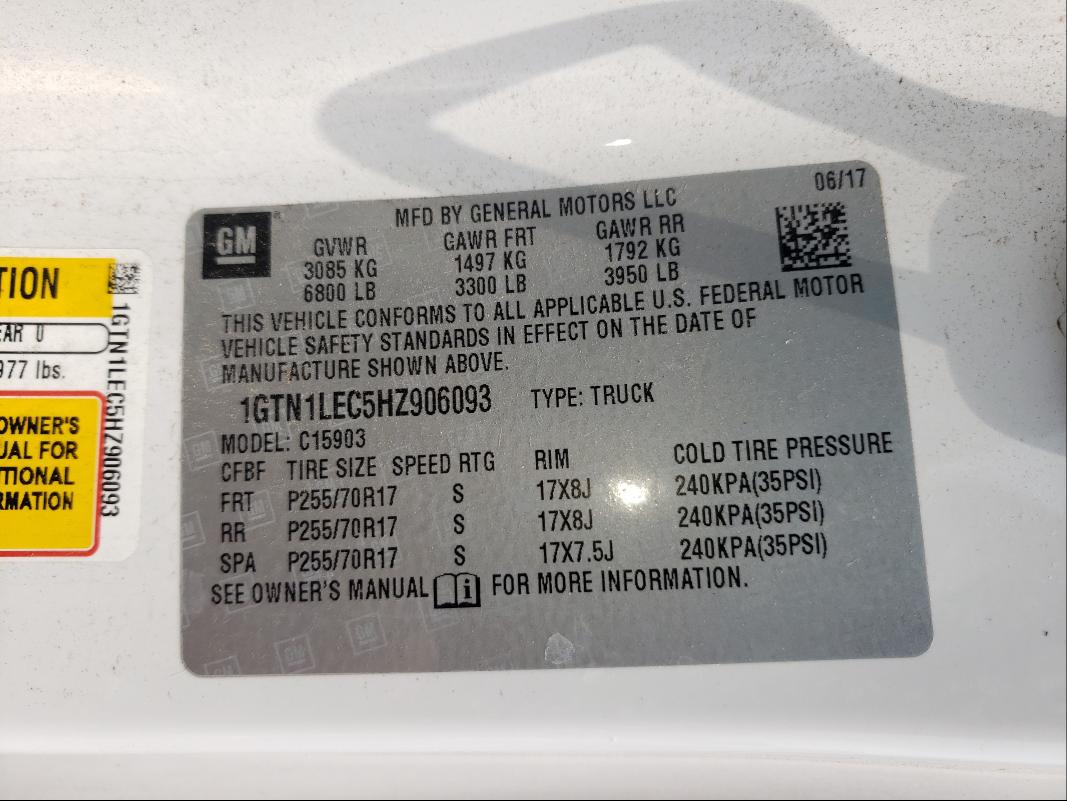 06/17
GM
MFD BY GENERAL MOTORS LLC
GVWR GAWR FRT GAWR RR
3085 KG 1497 KG 1792 KG
6800 LB 3300 LB 3950 LB
THIS VEHICLE CONFORMS TO ALL APPLICABLE U.S. FEDERAL MOTOR
VEHICLE SAFETY STANDARDS IN EFFECT ON THE DATE OF
MANUFACTURE SHOWN ABOVE.
1GTN1LEC5HZ906093 TYPE: TRUCK
MODEL: C15903
CFBF TIRE SIZE SPEED RTG RIM COLD TIRE PRESSURE
FRT P255/70R17 S 17X8J 240KPA(35PSI)
RR P255/70R17 S 17X8J 240KPA(35PSI)
SPA P255/70R17 S 17X7.5J 240KPA(35PSI)
SEE OWNER'S MANUAL FOR MORE INFORMATION.
TION
EAR 0
977 lbs.
OWNER'S
UAL FOR
ITIONAL
RMATION
1GTN1LEC5HZ906093